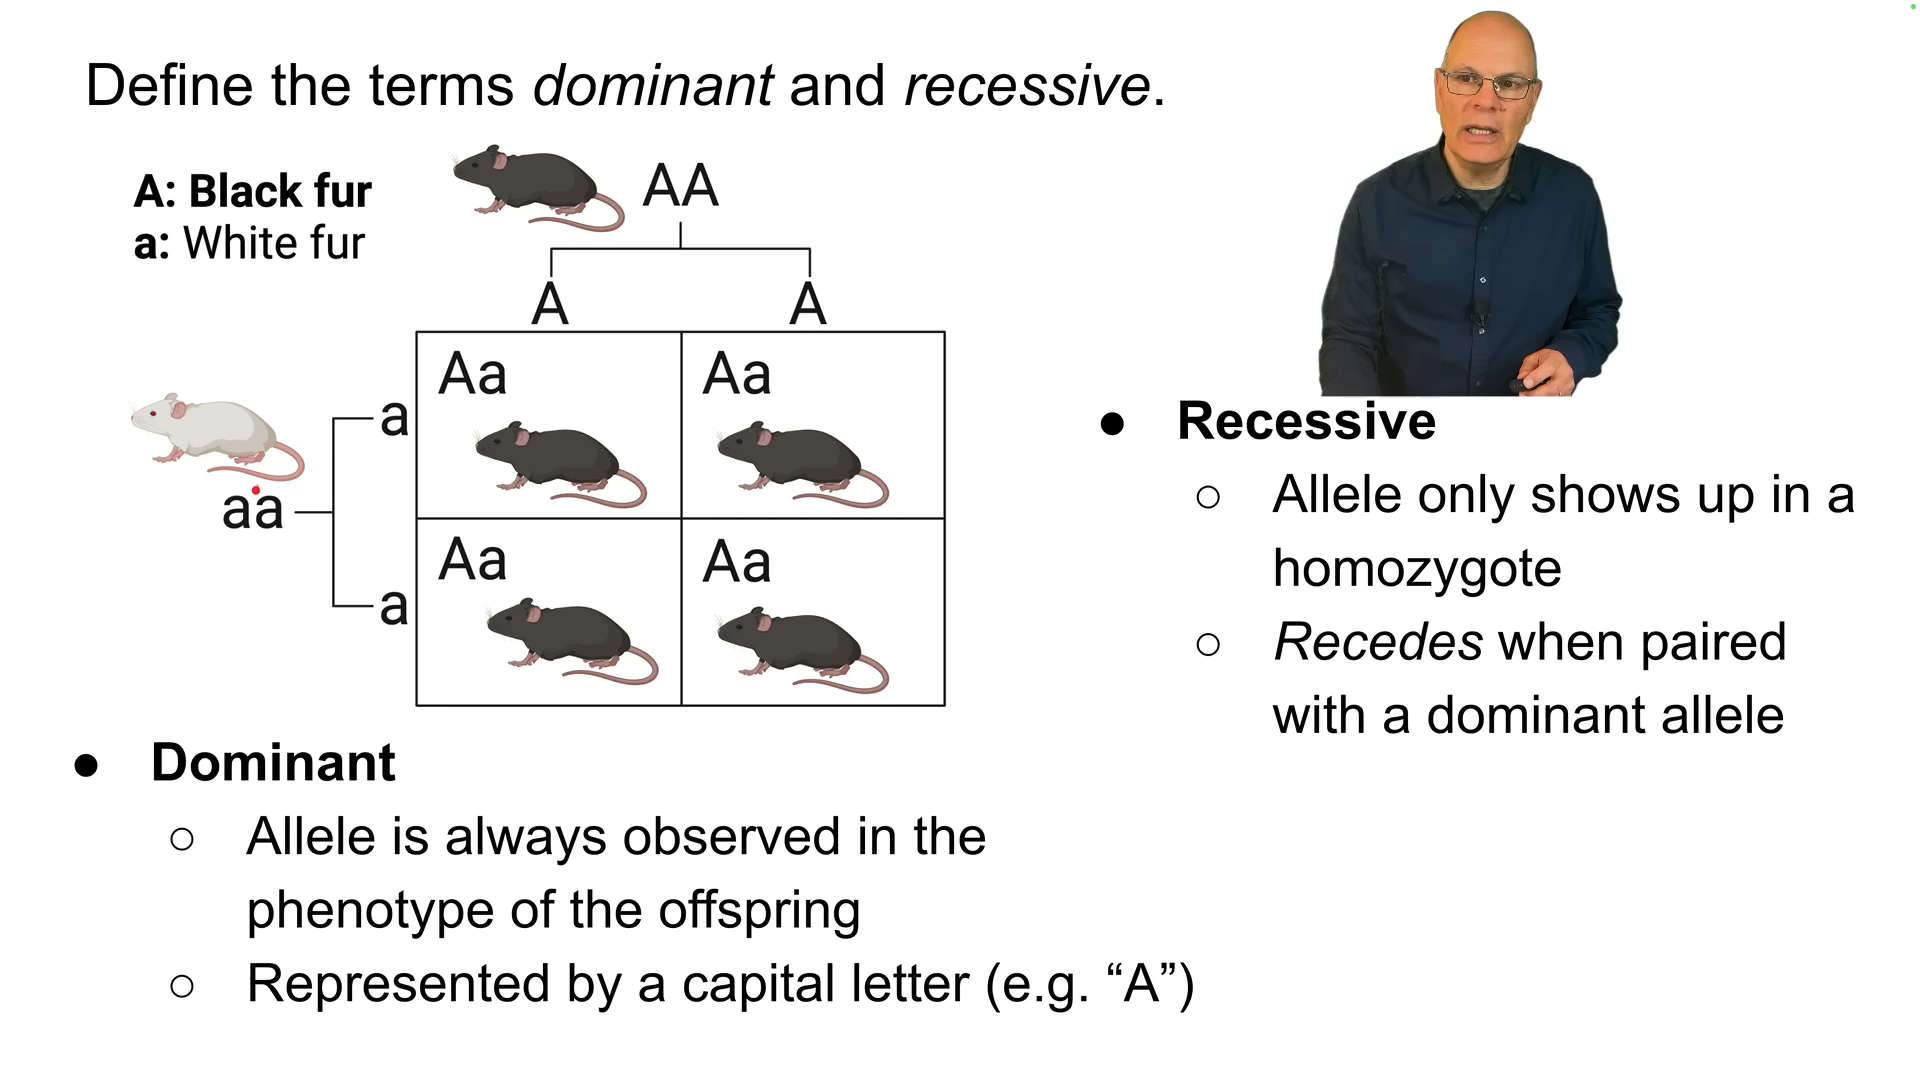 Define the terms dominant and recessive.
A: Black fur
a: White fur
AA
A A
a
aa
a
Aa Aa
Aa Aa
● Dominant
○ Allele is always observed in the
phenotype of the offspring
○ Represented by a capital letter (e.g. “A”)
● Recessive
○ Allele only shows up in a
homozygote
○ Recedes when paired
with a dominant allele